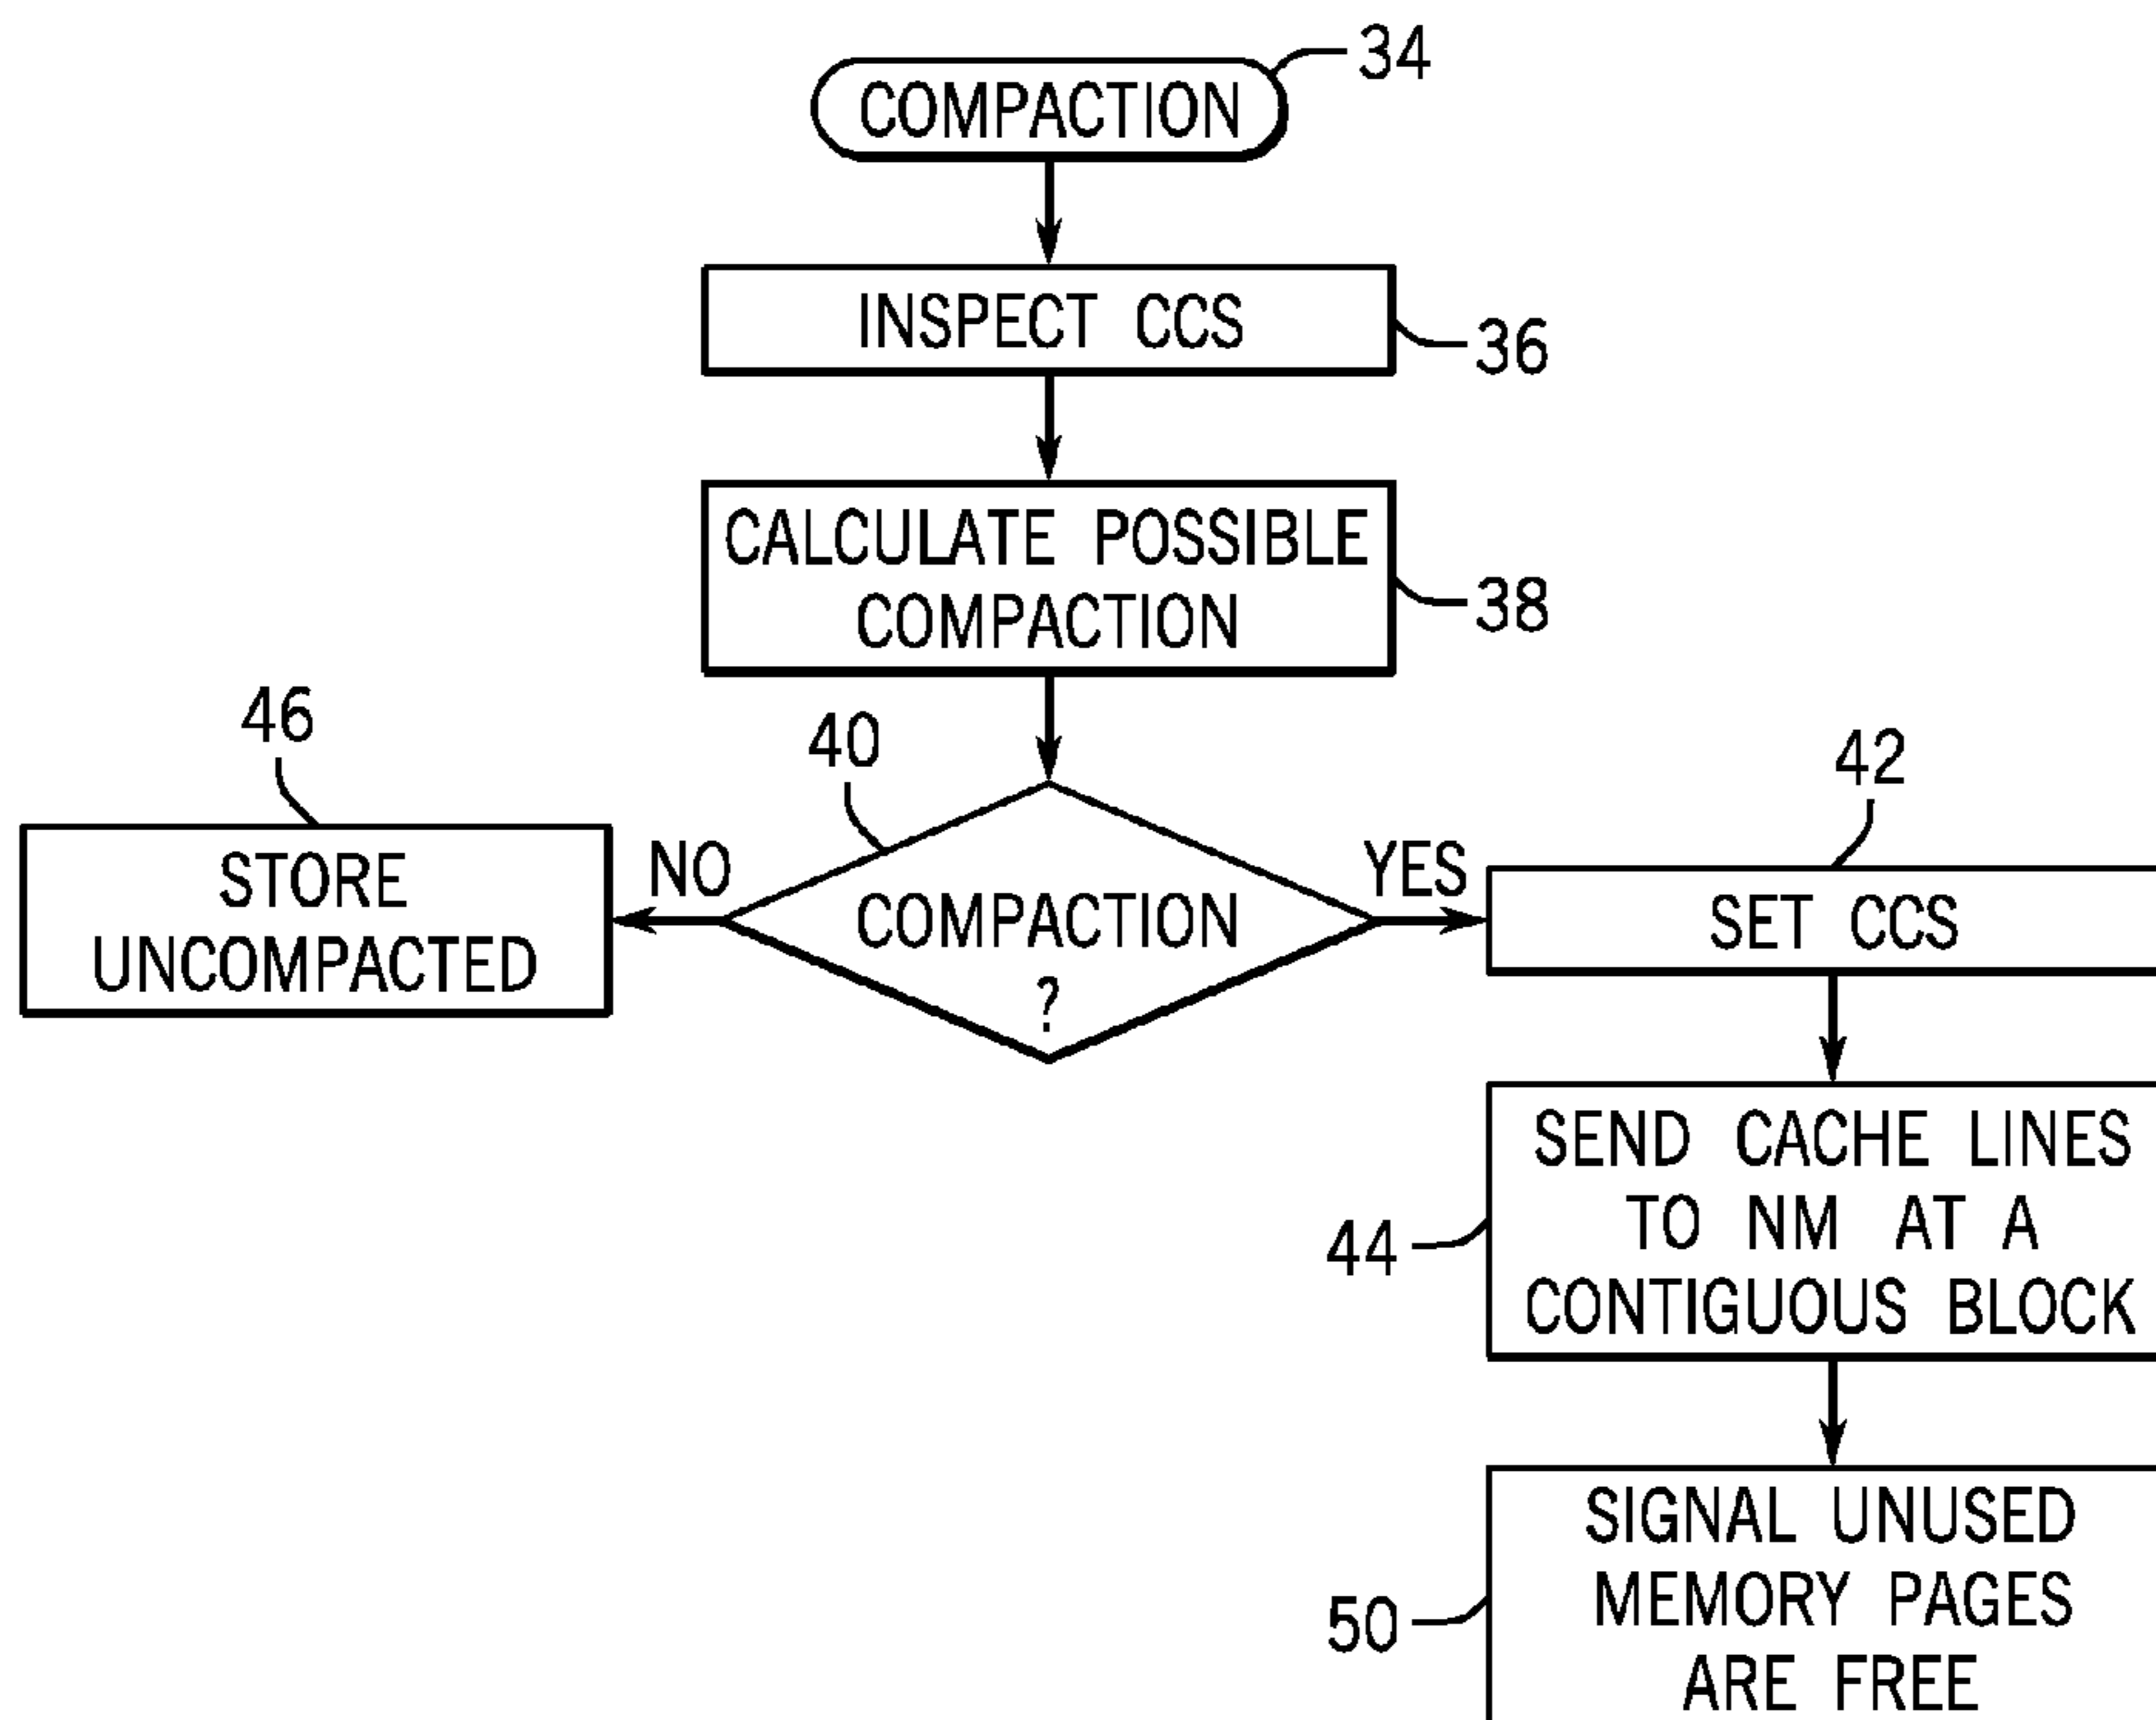 34
COMPACTION
INSPECT CCS
36
CALCULATE POSSIBLE
COMPACTION
38
46
40
42
STORE
UNCOMPACTED
NO
COMPACTION
?
YES
SET CCS
SEND CACHE LINES
TO NM AT A
CONTIGUOUS BLOCK
44
SIGNAL UNUSED
MEMORY PAGES
ARE FREE
50